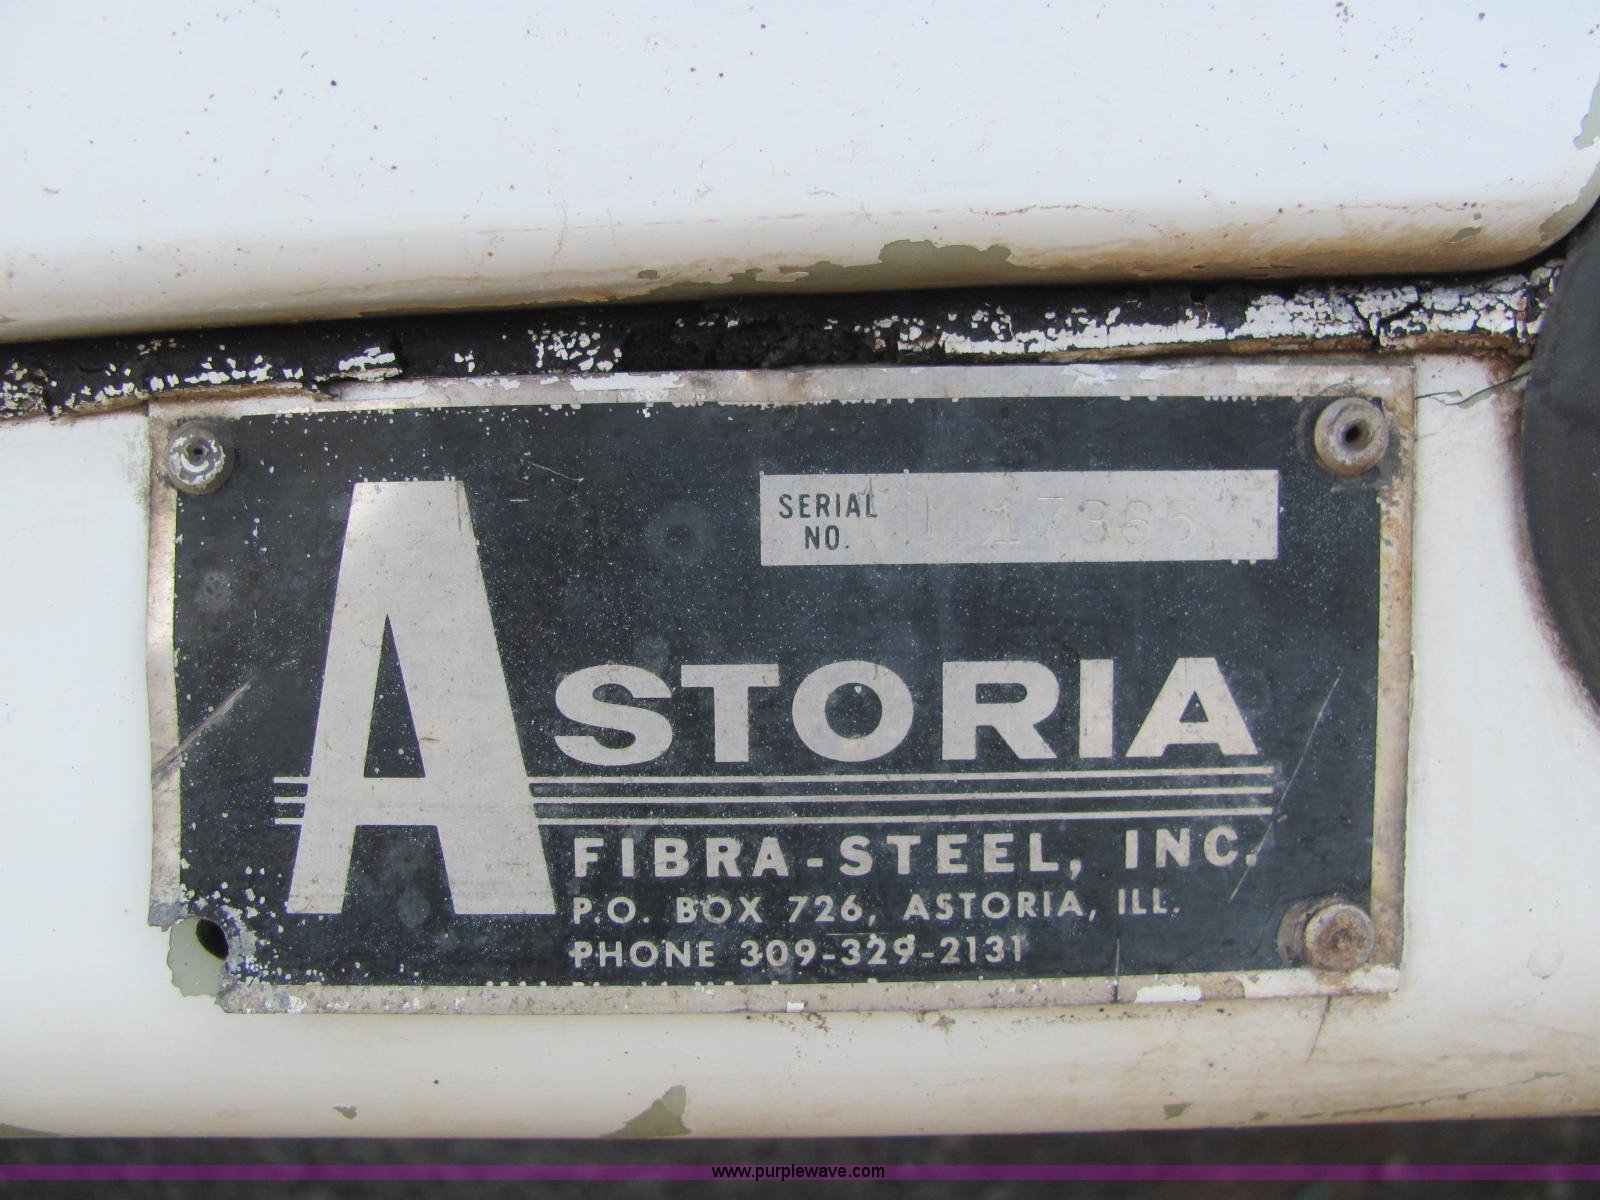 SERIAL NO. 17365
ASTORIA
FIBRA-STEEL, INC.
P.O. BOX 726, ASTORIA, ILL.
PHONE 309-329-2131
www.purplewave.com